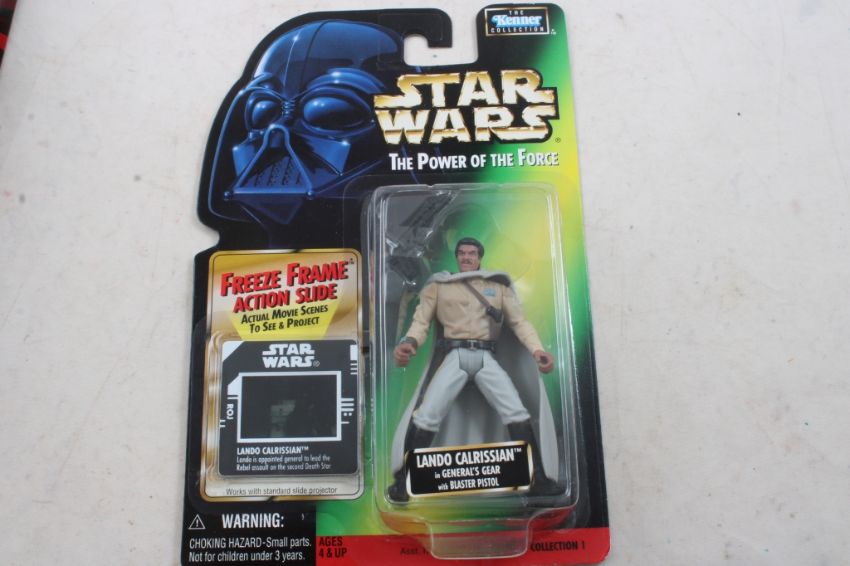 THE
Kenner
COLLECTION
STAR
WARS®
THE POWER OF THE FORCE
FREEZE FRAME™
ACTION SLIDE
ACTUAL MOVIE SCENES
TO SEE & PROJECT
STAR
WARS®
ROJ
LANDO CALRISSIAN™
Lando is appointed general to lead the
Rebel assault on the second Death Star
Works with standard slide projector
LANDO CALRISSIAN™
in GENERAL'S GEAR
with BLASTER PISTOL
WARNING:
CHOKING HAZARD-Small parts.
Not for children under 3 years.
AGES
4 & UP
Asst.
COLLECTION 1